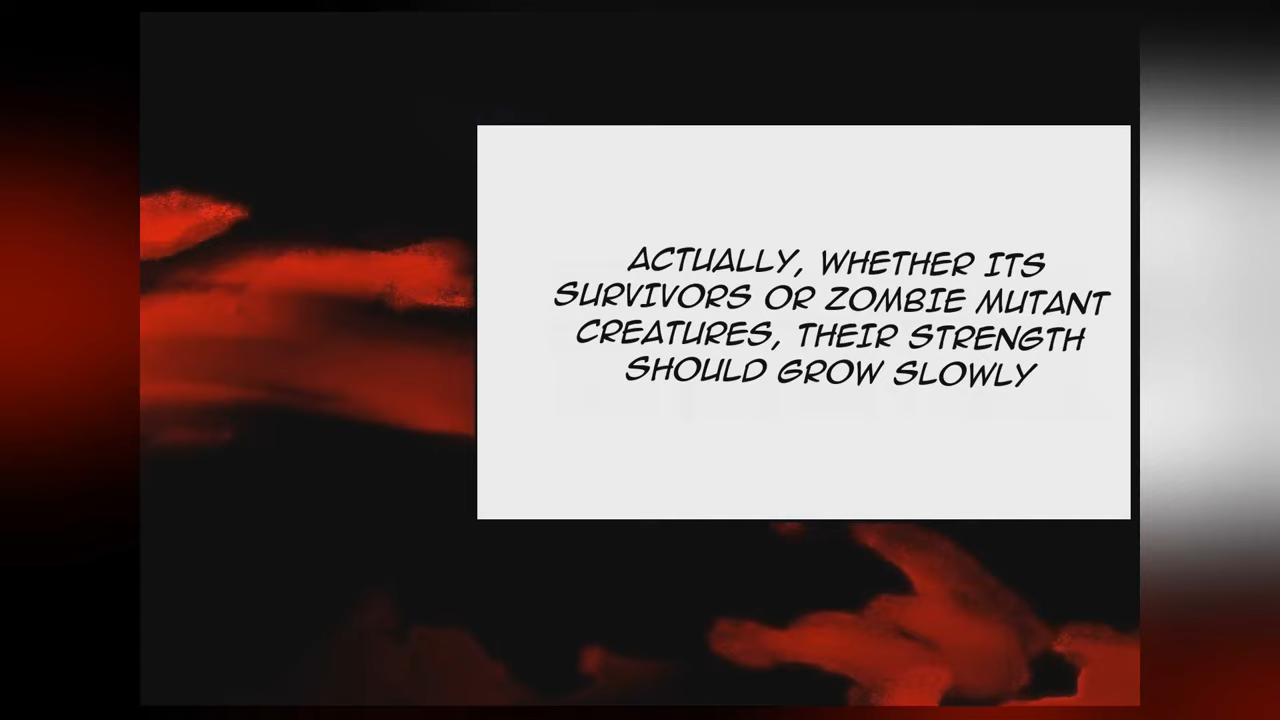 ACTUALLY, WHETHER ITS
SURVIVORS OR ZOMBIE MUTANT
CREATURES, THEIR STRENGTH
SHOULD GROW SLOWLY